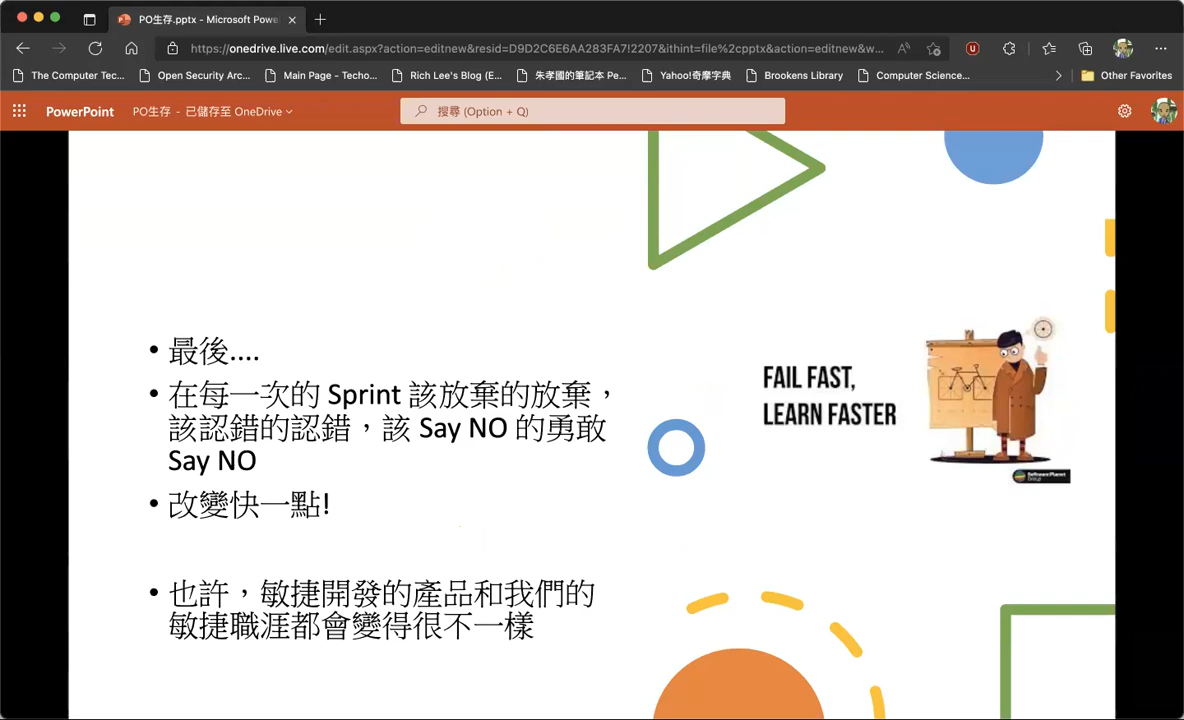 PO生存.pptx - Microsoft Powe
https://onedrive.live.com/edit.aspx?action=editnew&resid=D9D2C6E6AA283FA7!2207&ithint=file%2cpptx&action=editnew&w...
The Computer Tec...
Open Security Arc...
Main Page - Techo...
Rich Lee's Blog (E...
朱孝國的筆記本 Pe...
Yahoo!奇摩字典
Brookens Library
Computer Science...
Other Favorites
PowerPoint
PO生存 - 已儲存至 OneDrive
搜尋 (Option + Q)
• 最後....
• 在每一次的 Sprint 該放棄的放棄，
該認錯的認錯，該 Say NO 的勇敢
Say NO
• 改變快一點!
• 也許，敏捷開發的產品和我們的
敏捷職涯都會變得很不一樣
FAIL FAST,
LEARN FASTER
SoftwarePlanet
Group